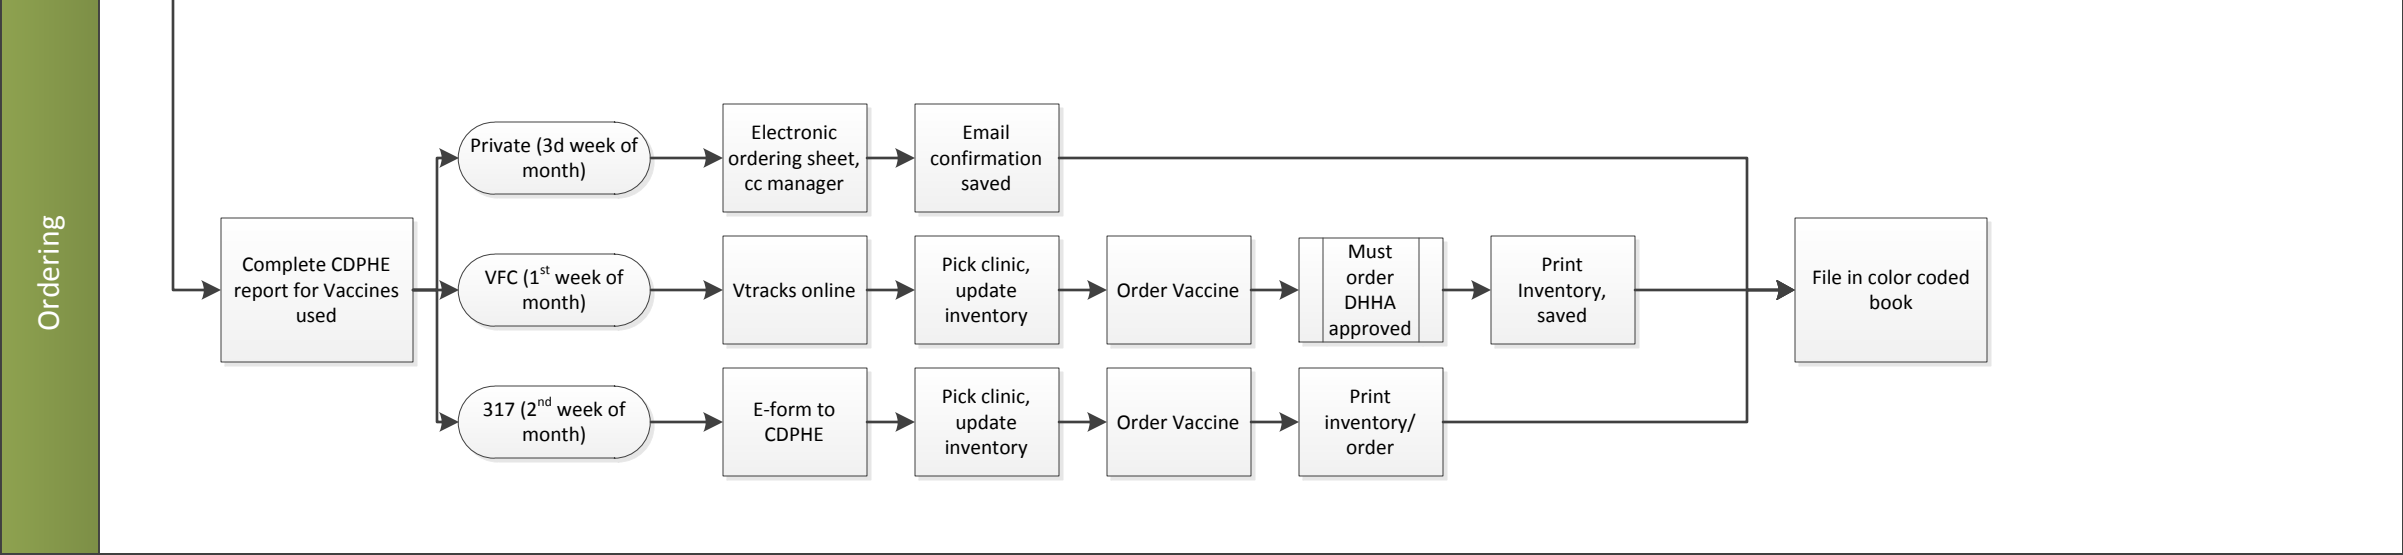 Ordering
Complete CDPHE
report for Vaccines
used
Private (3d week of
month)
Electronic
ordering sheet,
cc manager
Email
confirmation
saved
VFC (1st week of
month)
Vtracks online
Pick clinic,
update
inventory
Order Vaccine
Must
order
DHHA
approved
Print
Inventory,
saved
317 (2nd week of
month)
E-form to
CDPHE
Pick clinic,
update
inventory
Order Vaccine
Print
inventory/
order
File in color coded
book